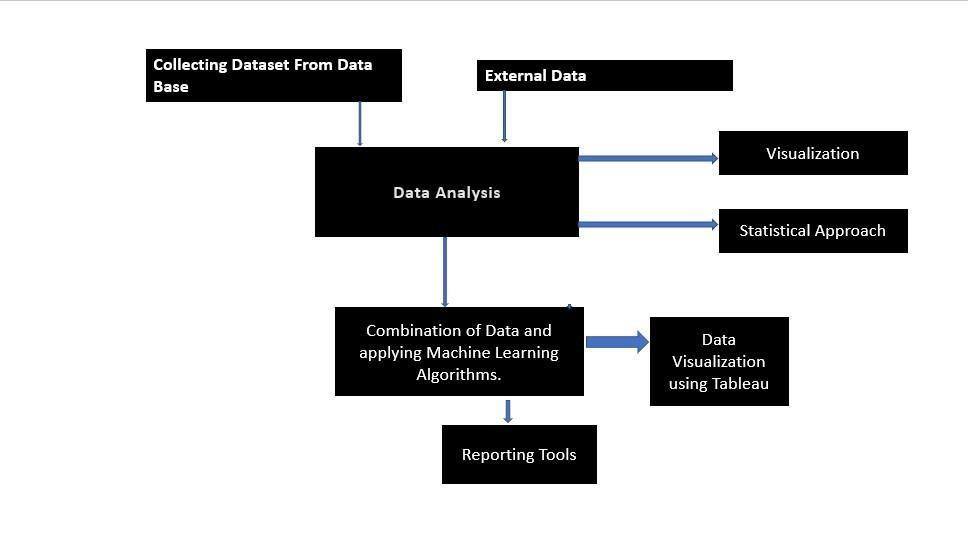 Collecting Dataset From Data
Base
External Data
Visualization
Data Analysis
Statistical Approach
Combination of Data and
applying Machine Learning
Algorithms.
Data
Visualization
using Tableau
Reporting Tools